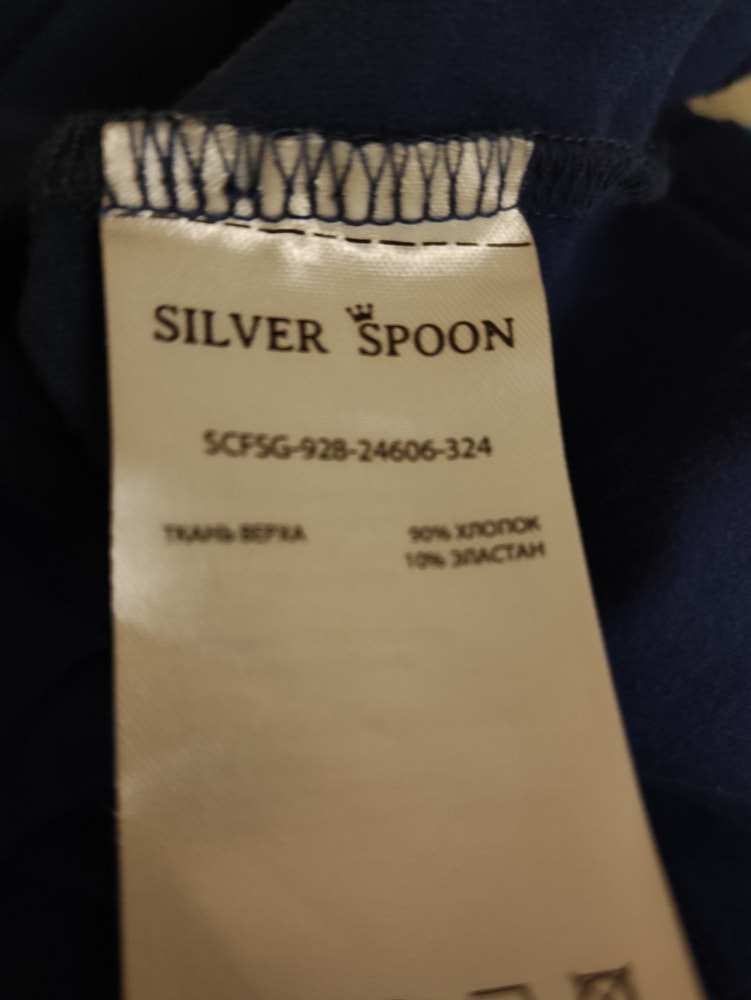 SILVER SPOON
SCFSG-928-24606-324
ТКАНЬ ВЕРХА 90% ХЛОПОК
10% ЭЛАСТАН